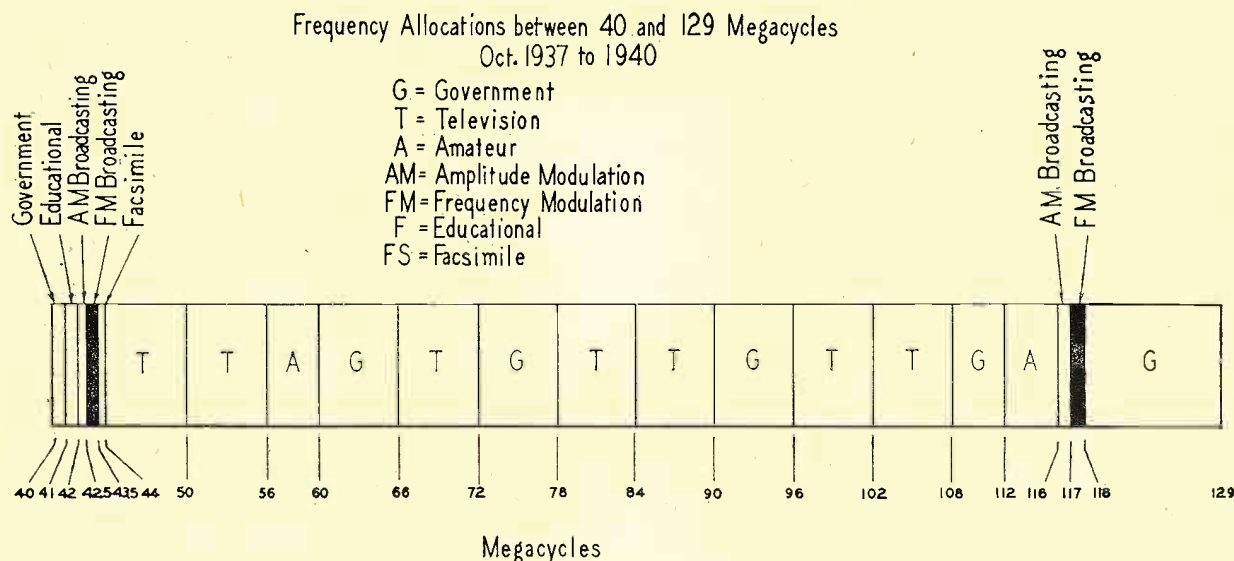 Frequency Allocations between 40 and 129 Megacycles
Oct. 1937 to 1940
G = Government
T = Television
A = Amateur
AM = Amplitude Modulation
FM = Frequency Modulation
F = Educational
FS = Facsimile
Government
Educational
AM Broadcasting
FM Broadcasting
Facsimile
AM Broadcasting
FM Broadcasting
T T A G T G T T G T T G A G
40 41 42 42.5 43.5 44 50 56 60 66 72 78 84 90 96 102 108 112 116 117 118 129
Megacycles